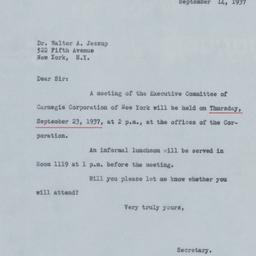 September 14, 1937
Dr. Walter A. Jessup
522 Fifth Avenue
New York, N.Y.
Dear Sir:
A meeting of the Executive Committee of
Carnegie Corporation of New York will be held on Thursday,
September 23, 1937, at 2 p.m., at the offices of the Cor-
poration.
An informal luncheon will be served in
Room 1119 at 1 p.m. before the meeting.
Will you please let me know whether you
will attend?
Very truly yours,
Secretary.